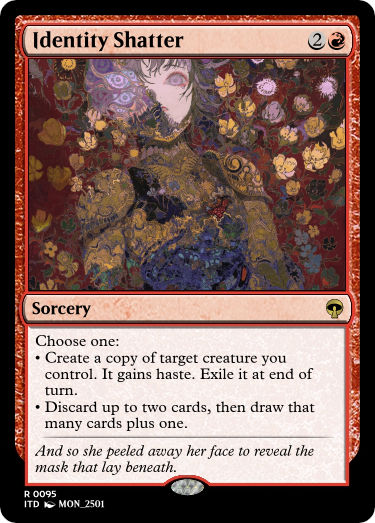 Identity Shatter 2
Sorcery
Choose one:
• Create a copy of target creature you
control. It gains haste. Exile it at end of
turn.
• Discard up to two cards, then draw that
many cards plus one.
And so she peeled away her face to reveal the
mask that lay beneath.
R 0095
ITD MON_2501